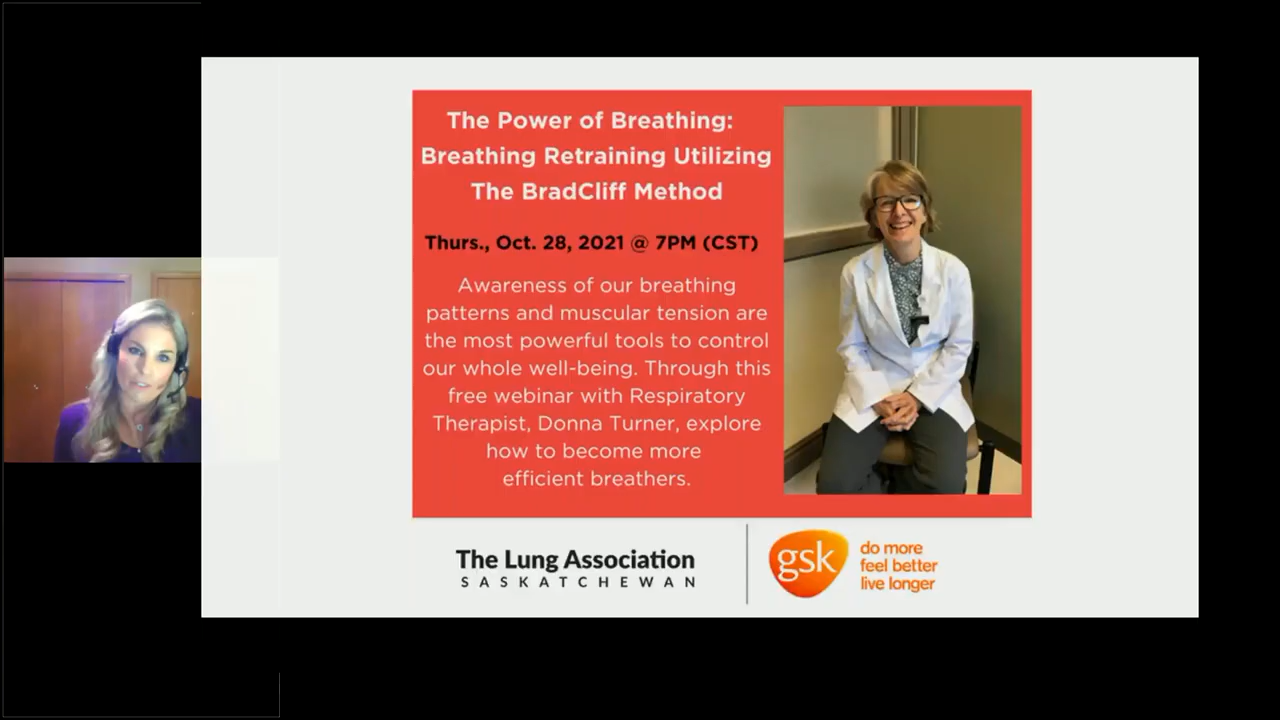 The Power of Breathing:
Breathing Retraining Utilizing
The BradCliff Method
Thurs., Oct. 28, 2021 @ 7PM (CST)
Awareness of our breathing
patterns and muscular tension are
the most powerful tools to control
our whole well-being. Through this
free webinar with Respiratory
Therapist, Donna Turner, explore
how to become more
efficient breathers.
The Lung Association
SASKATCHEWAN
gsk
do more
feel better
live longer